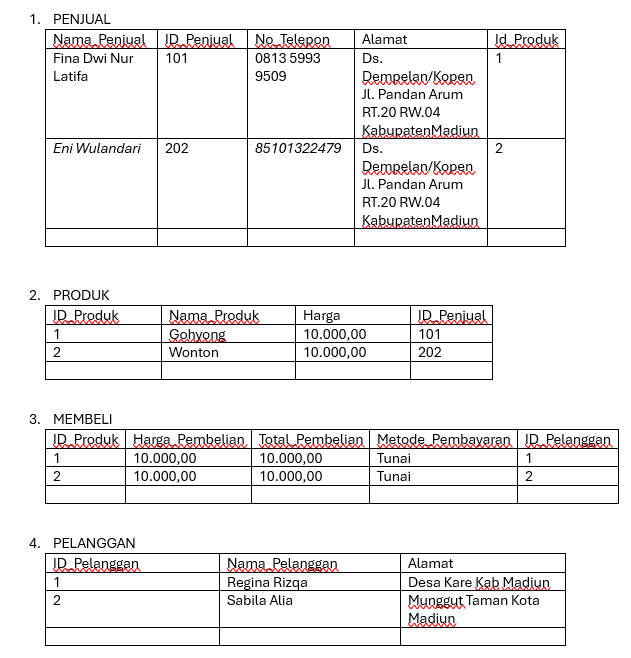 1. PENJUAL
Nama_Penjual ID_Penjual No_Telepon Alamat Id_Produk
Fina Dwi Nur Latifa 101 0813 5993 9509 Ds. Dempelan/Kopen Jl. Pandan Arum RT.20 RW.04 KabupatenMadiun 1
Eni Wulandari 202 85101322479 Ds. Dempelan/Kopen Jl. Pandan Arum RT.20 RW.04 KabupatenMadiun 2
2. PRODUK
ID_Produk Nama_Produk Harga ID_Penjual
1 Gohyong 10.000,00 101
2 Wonton 10.000,00 202
3. MEMBELI
ID_Produk Harga_Pembelian Total_Pembelian Metode_Pembayaran ID_Pelanggan
1 10.000,00 10.000,00 Tunai 1
2 10.000,00 10.000,00 Tunai 2
4. PELANGGAN
ID_Pelanggan Nama_Pelanggan Alamat
1 Regina Rizqa Desa Kare Kab Madiun
2 Sabila Alia Munggut Taman Kota Madiun